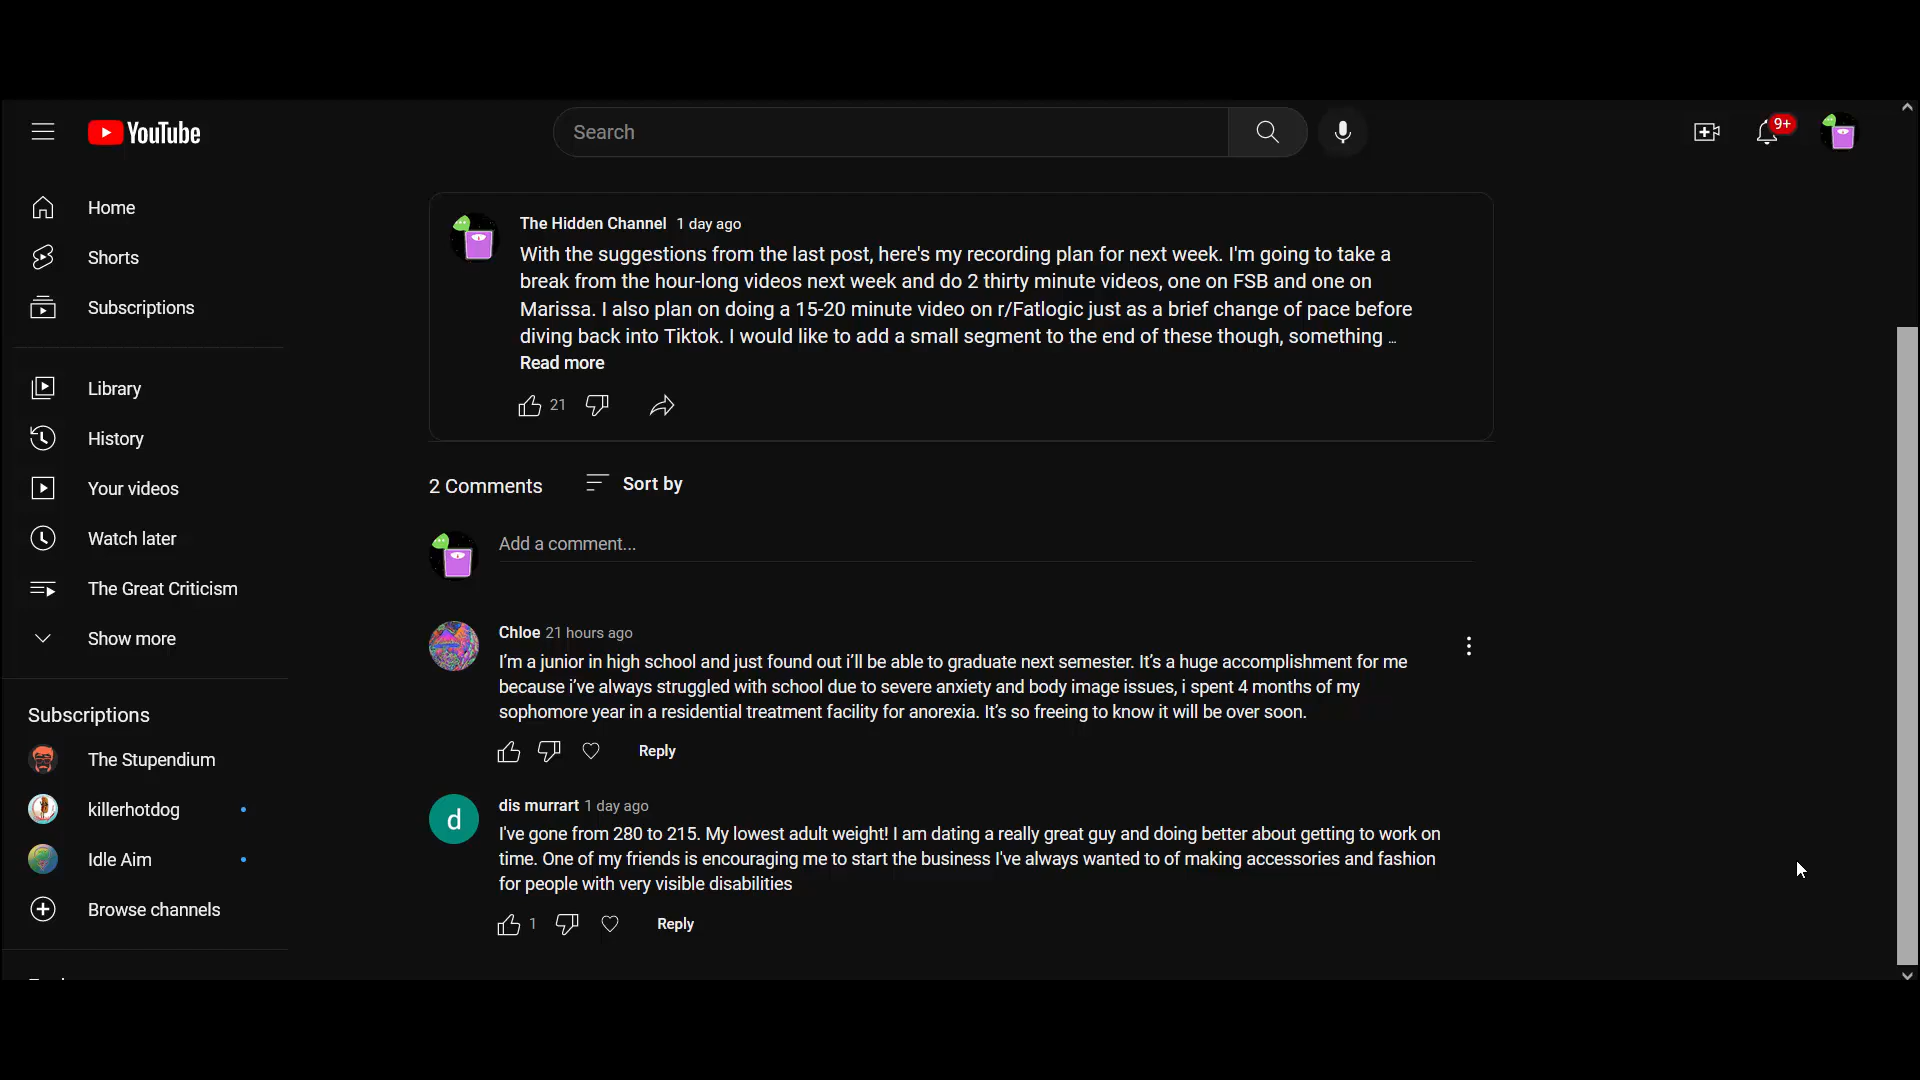 YouTube
Search
9+
Home
Shorts
Subscriptions
Library
History
Your videos
Watch later
The Great Criticism
Show more
Subscriptions
The Stupendium
killerhotdog
Idle Aim
Browse channels
The Hidden Channel 1 day ago
With the suggestions from the last post, here's my recording plan for next week. I'm going to take a
break from the hour-long videos next week and do 2 thirty minute videos, one on FSB and one on
Marissa. I also plan on doing a 15-20 minute video on r/Fatlogic just as a brief change of pace before
diving back into Tiktok. I would like to add a small segment to the end of these though, something ...
Read more
21
2 Comments Sort by
Add a comment...
Chloe 21 hours ago
I’m a junior in high school and just found out i’ll be able to graduate next semester. It’s a huge accomplishment for me
because i’ve always struggled with school due to severe anxiety and body image issues, i spent 4 months of my
sophomore year in a residential treatment facility for anorexia. It’s so freeing to know it will be over soon.
Reply
d
dis murrart 1 day ago
I've gone from 280 to 215. My lowest adult weight! I am dating a really great guy and doing better about getting to work on
time. One of my friends is encouraging me to start the business I've always wanted to of making accessories and fashion
for people with very visible disabilities
1 Reply